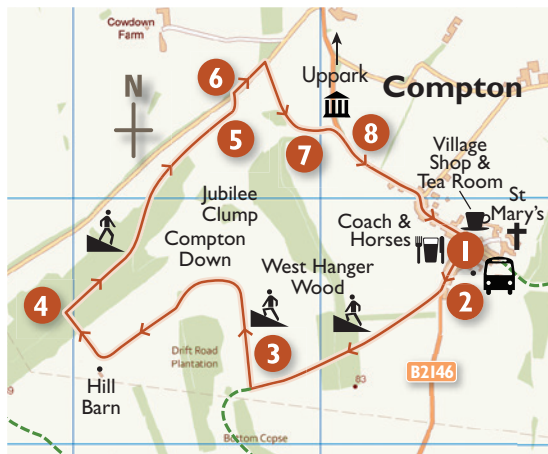 Cowdown
Farm
N
6
Uppark
Compton
5
7
8
Village
Shop &
Tea Room
St
Mary's
Jubilee
Clump
Coach &
Horses
1
Compton
Down
West Hanger
Wood
2
4
3
Drift Road
Plantation
B2146
83
Hill
Barn
9
Bottom Copse